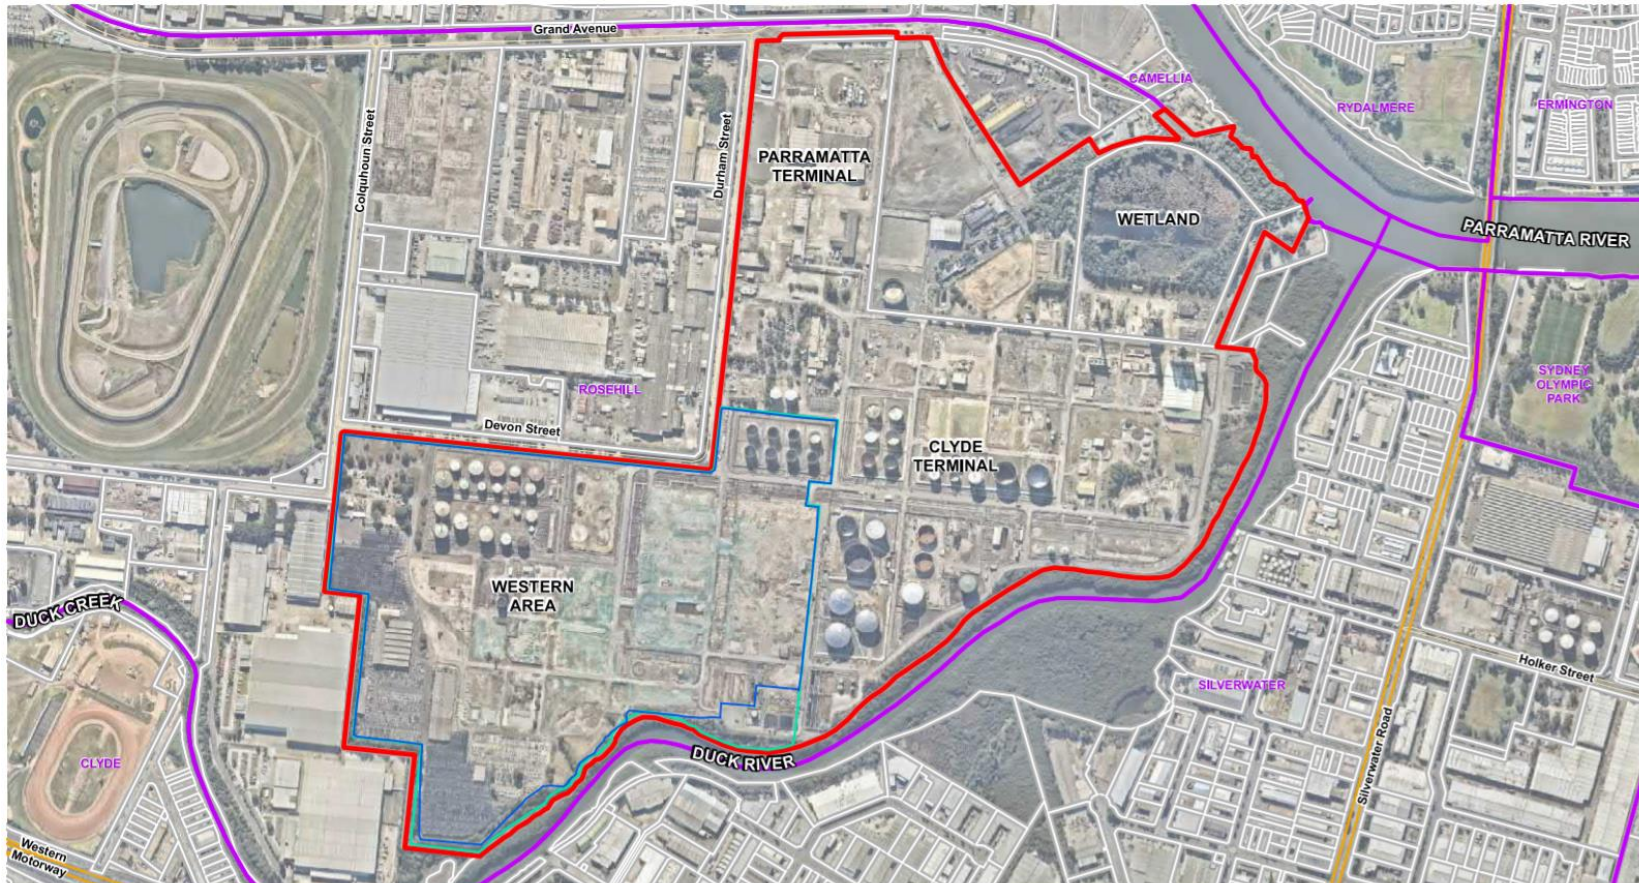 Grand Avenue
CAMELLIA
RYDALMERE
ERMINGTON
Colquhoun Street
Durham Street
PARRAMATTA
TERMINAL
WETLAND
PARRAMATTA RIVER
ROSEHILL
SYDNEY
OLYMPIC
PARK
Devon Street
CLYDE
TERMINAL
WESTERN
AREA
DUCK CREEK
Holker Street
SILVERWATER
Silverwater Road
DUCK RIVER
CLYDE
Western
Motorway